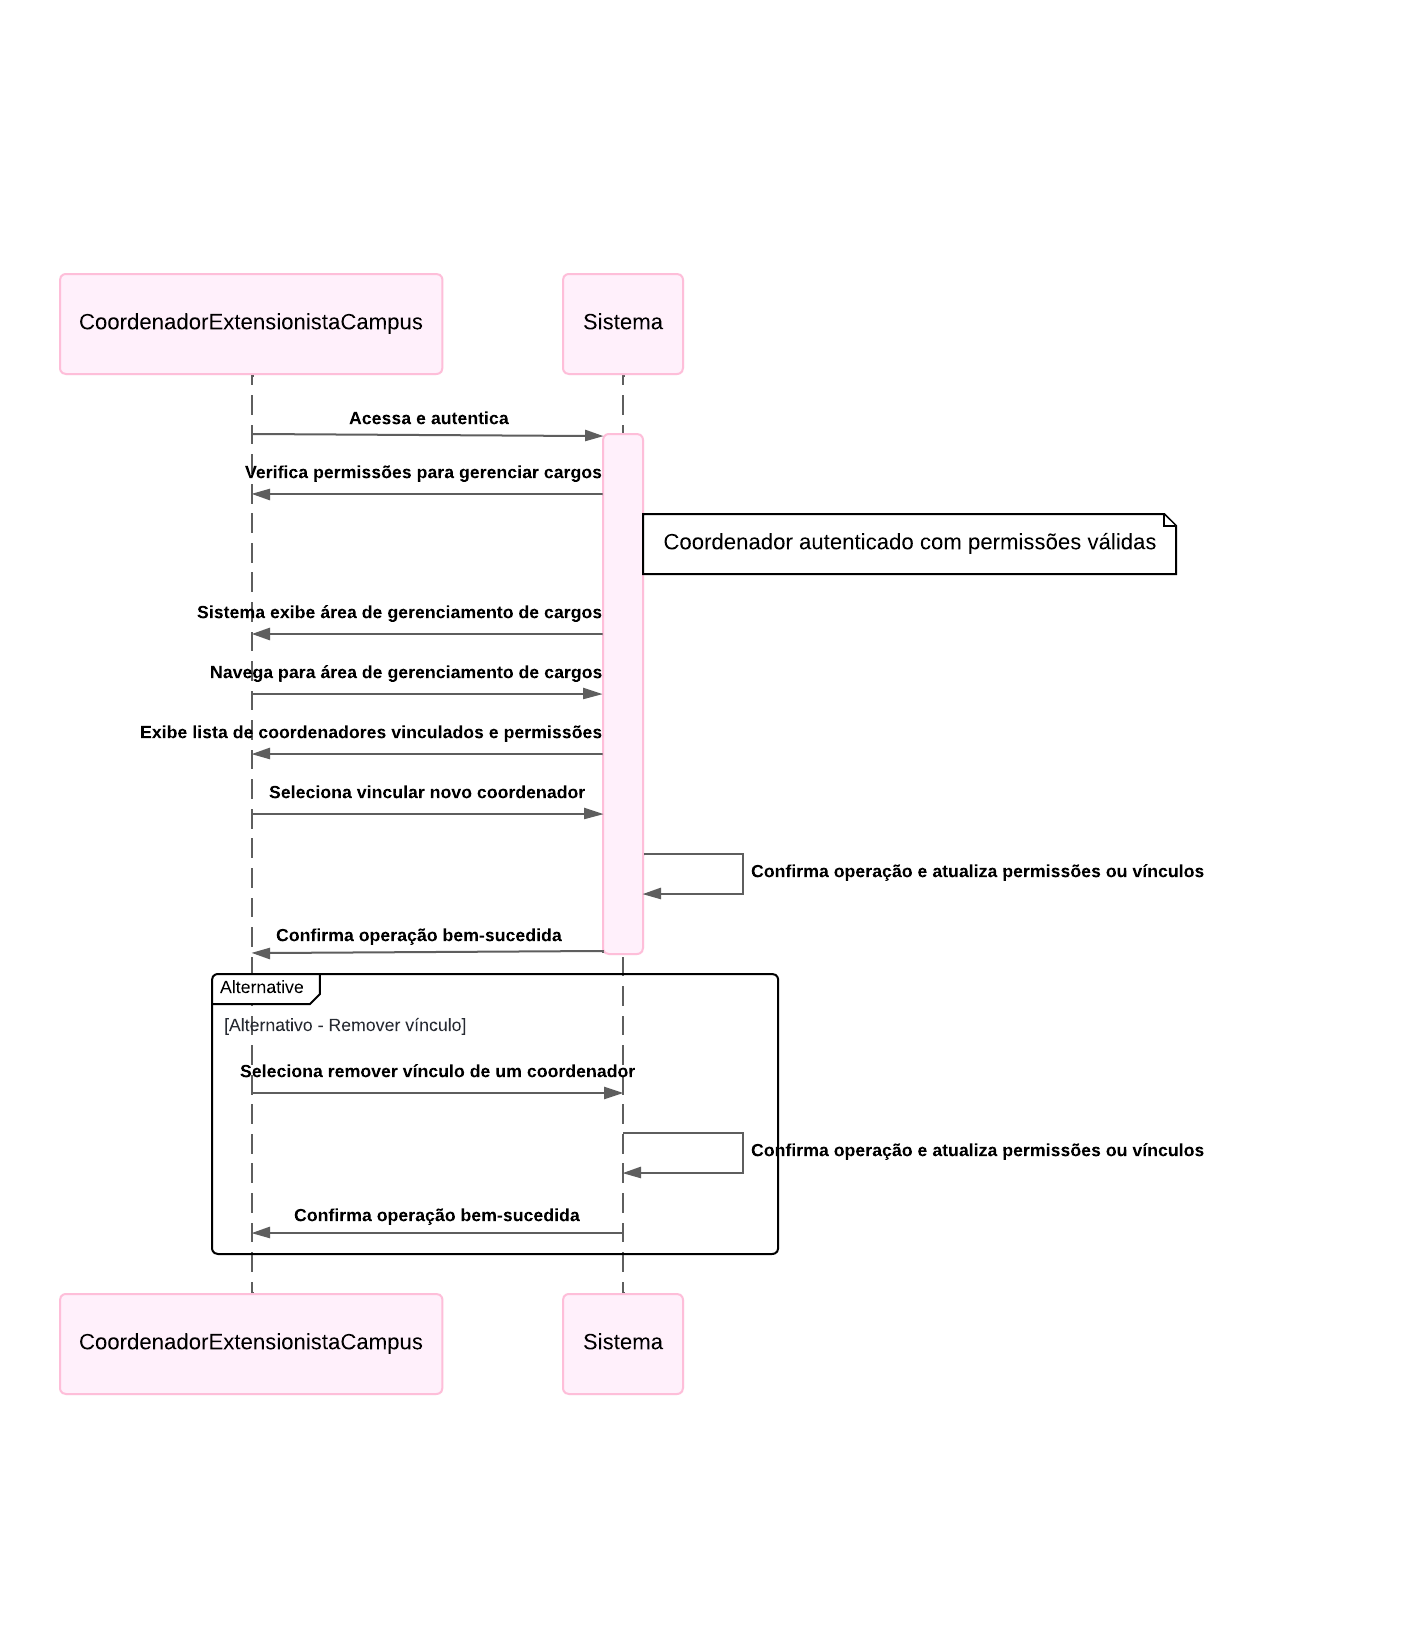 CoordenadorExtensionistaCampus
Sistema
Acessa e autentica
Verifica permissões para gerenciar cargos
Coordenador autenticado com permissões válidas
Sistema exibe área de gerenciamento de cargos
Navega para área de gerenciamento de cargos
Exibe lista de coordenadores vinculados e permissões
Seleciona vincular novo coordenador
Confirma operação e atualiza permissões ou vínculos
Confirma operação bem-sucedida
Alternative
[Alternativo - Remover vínculo]
Seleciona remover vínculo de um coordenador
Confirma operação e atualiza permissões ou vínculos
Confirma operação bem-sucedida
CoordenadorExtensionistaCampus
Sistema